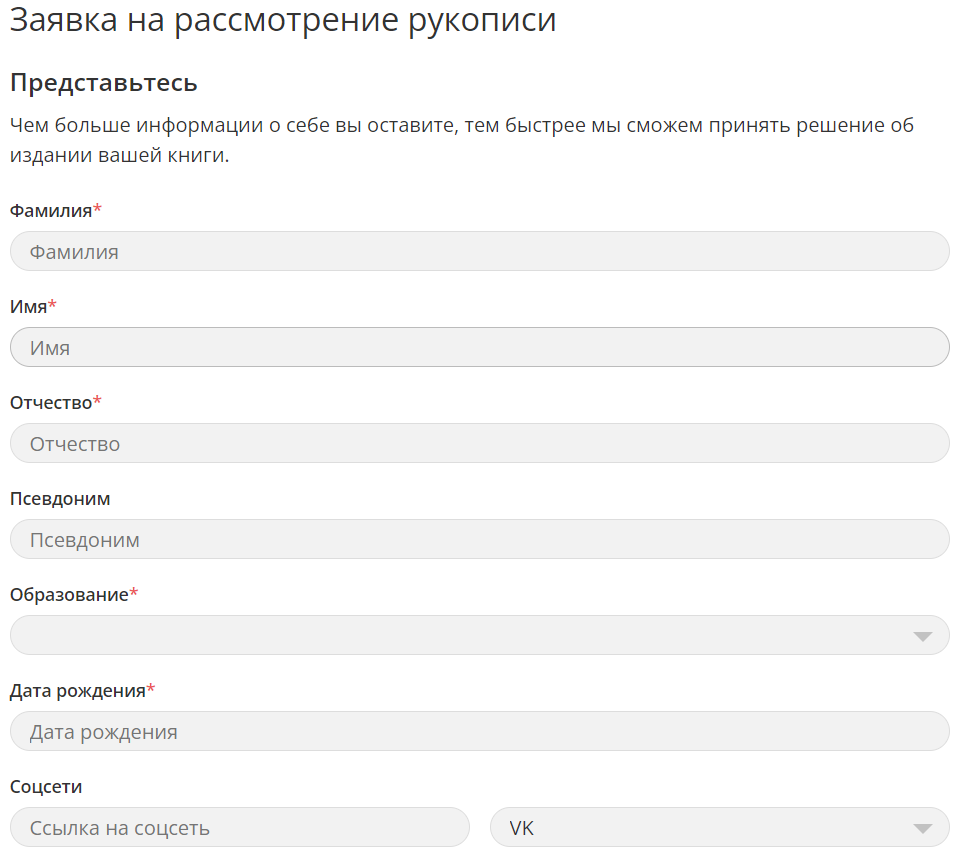 Заявка на рассмотрение рукописи
Представьтесь
Чем больше информации о себе вы оставите, тем быстрее мы сможем принять решение об
издании вашей книги.
Фамилия*
Фамилия
Имя*
Имя
Отчество*
Отчество
Псевдоним
Псевдоним
Образование*
Дата рождения*
Дата рождения
Соцсети
Ссылка на соцсеть VK